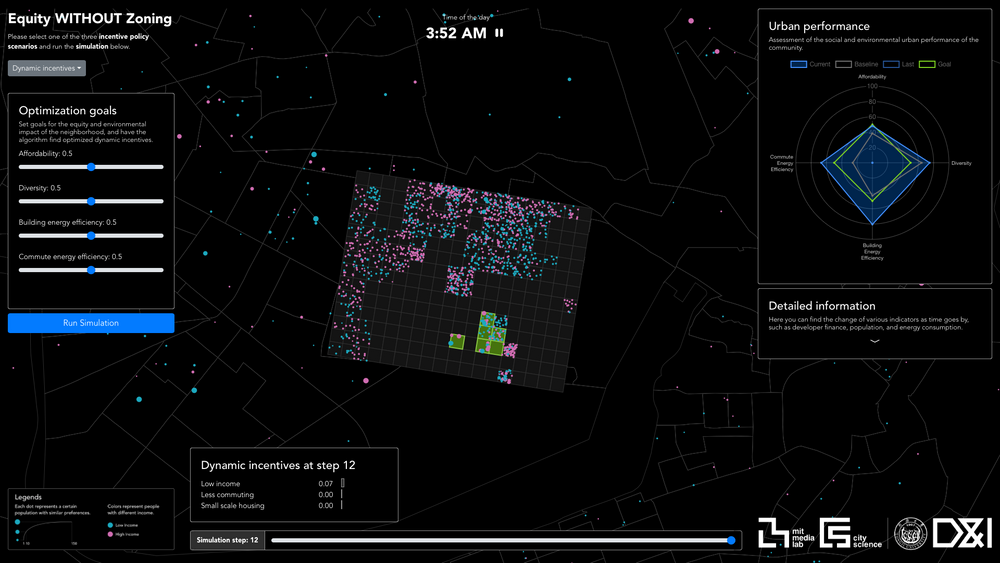 Equity WITHOUT Zoning
Please select one of the three incentive policy
scenarios and run the simulation below.
Dynamic incentives
Optimization goals
Set goals for the equity and environmental
impact of the neighborhood, and have the
algorithm find optimized dynamic incentives.
Affordability: 0.5
Diversity: 0.5
Building energy efficiency: 0.5
Commute energy efficiency: 0.5
Run Simulation
Time of the day
3:52 AM
Urban performance
Assessment of the social and environmental urban performance of the
community.
Current Baseline Last Goal
Affordability
100
80
60
20
Commute
Energy
Efficiency
Diversity
Building
Energy
Efficiency
Detailed information
Here you can find the change of various indicators as time goes by,
such as developer finance, population, and energy consumption.
Dynamic incentives at step 12
Low income 0.07
Less commuting 0.00
Small scale housing 0.00
Legends
Each dot represents a certain
population with similar preferences.
Colors represent people
with different income.
Low Income
High Income
Simulation step: 12
mit
media
lab
city
science
D&I